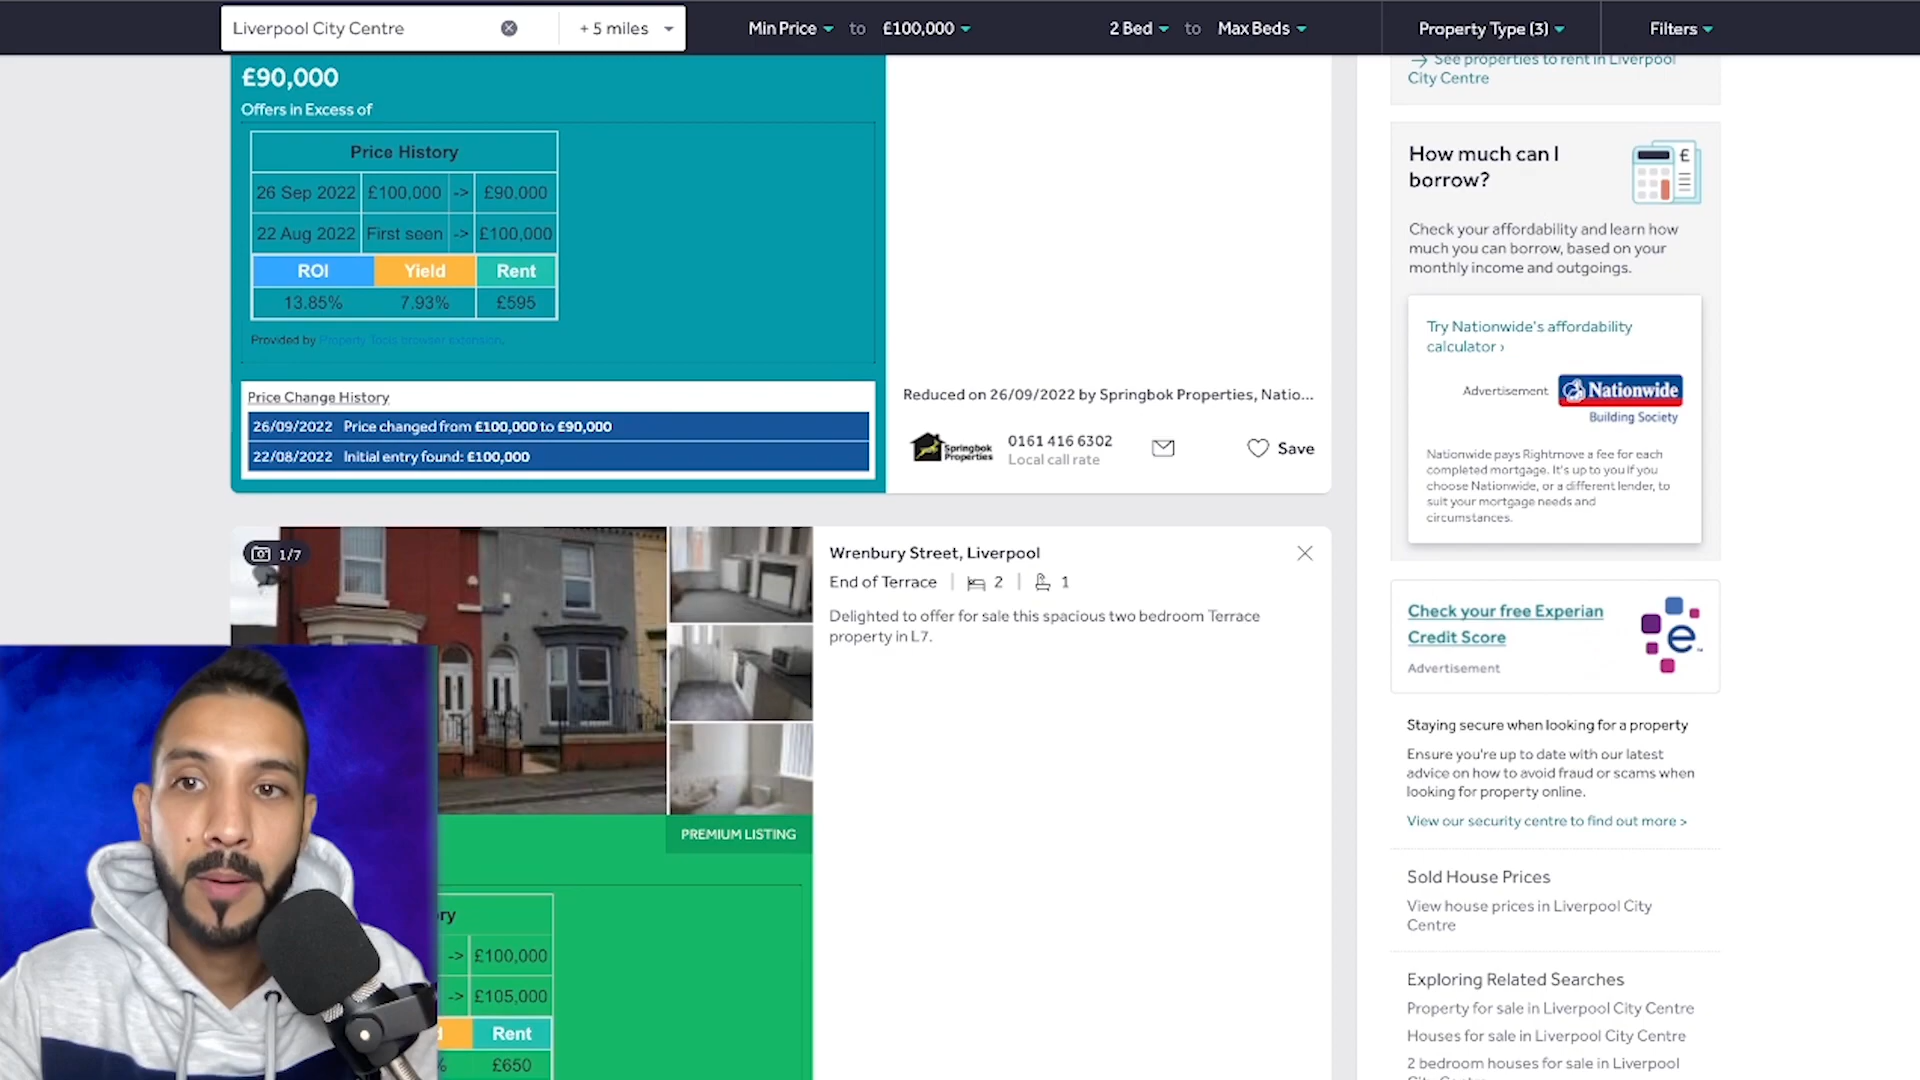 Liverpool City Centre
+ 5 miles
Min Price to £100,000
2 Bed to Max Beds
Property Type (3)
Filters
£90,000
Offers in Excess of
Price History
26 Sep 2022 £100,000 -> £90,000
22 Aug 2022 First seen -> £100,000
ROI Yield Rent
13.85% 7.93% £595
Provided by Property Tools browser extension.
Price Change History
26/09/2022 Price changed from £100,000 to £90,000
22/08/2022 Initial entry found: £100,000
Reduced on 26/09/2022 by Springbok Properties, Natio...
Springbok
Properties
0161 416 6302
Local call rate
Save
1/7
PREMIUM LISTING
Wrenbury Street, Liverpool
End of Terrace 2 1
Delighted to offer for sale this spacious two bedroom Terrace
property in L7.
ry
-> £100,000
-> £105,000
d Rent
% £650
See properties to rent in Liverpool
City Centre
How much can I
borrow?
£
Check your affordability and learn how
much you can borrow, based on your
monthly income and outgoings.
Try Nationwide's affordability
calculator ›
Advertisement
Nationwide
Building Society
Nationwide pays Rightmove a fee for each
completed mortgage. It's up to you if you
choose Nationwide, or a different lender, to
suit your mortgage needs and
circumstances.
Check your free Experian
Credit Score
Advertisement
e
Staying secure when looking for a property
Ensure you're up to date with our latest
advice on how to avoid fraud or scams when
looking for property online.
View our security centre to find out more >
Sold House Prices
View house prices in Liverpool City
Centre
Exploring Related Searches
Property for sale in Liverpool City Centre
Houses for sale in Liverpool City Centre
2 bedroom houses for sale in Liverpool
City Centre